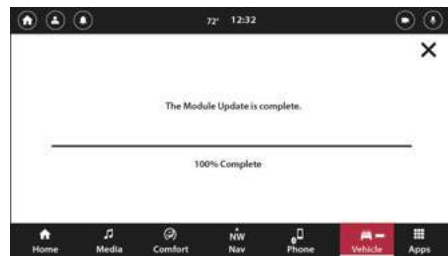 72° 12:32
The Module Update is complete.
100% Complete
NW
Home Media Comfort Nav Phone Vehicle Apps